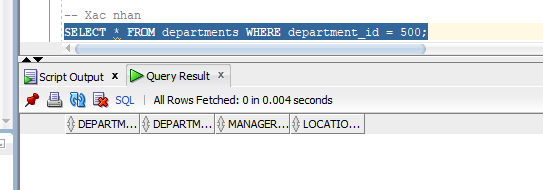 -- Xac nhan
SELECT * FROM departments WHERE department_id = 500;
Script Output x Query Result x
SQL | All Rows Fetched: 0 in 0.004 seconds
DEPARTM... DEPARTM... MANAGER... LOCATIO...